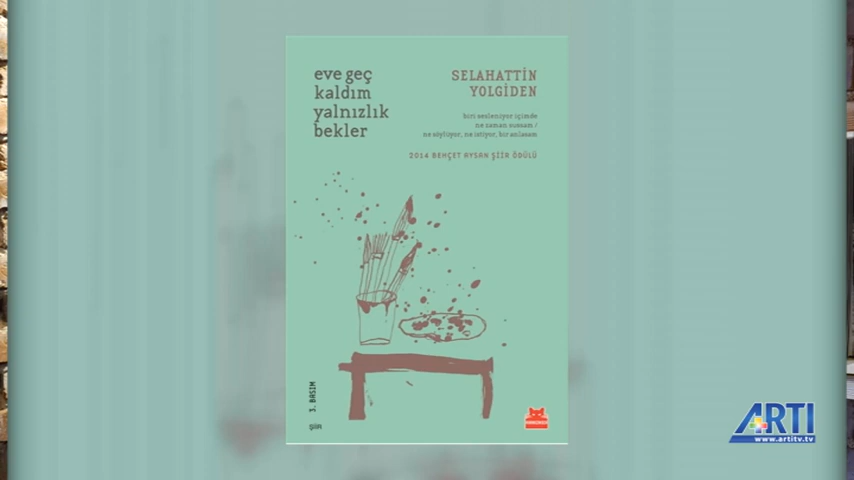 eve geç
kaldım
yalnızlık
bekler
SELAHATTİN
YOLGİDEN
biri sesleniyor içimde
ne zaman sussam /
ne söylüyor, ne istiyor, bir anlasam
2014 BEHÇET AYSAN ŞİİR ÖDÜLÜ
3. BASIM
şiir
KIRMIZIKEDİ
ARTI
www.artitv.tv